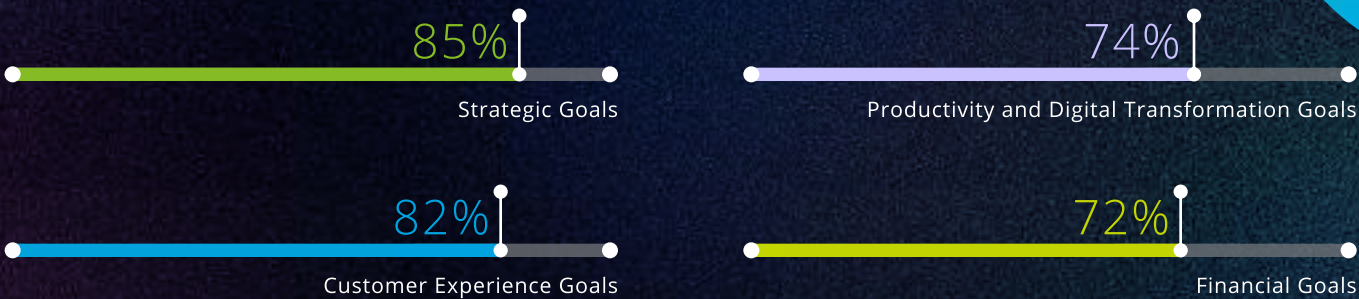 85%
Strategic Goals
74%
Productivity and Digital Transformation Goals
82%
Customer Experience Goals
72%
Financial Goals